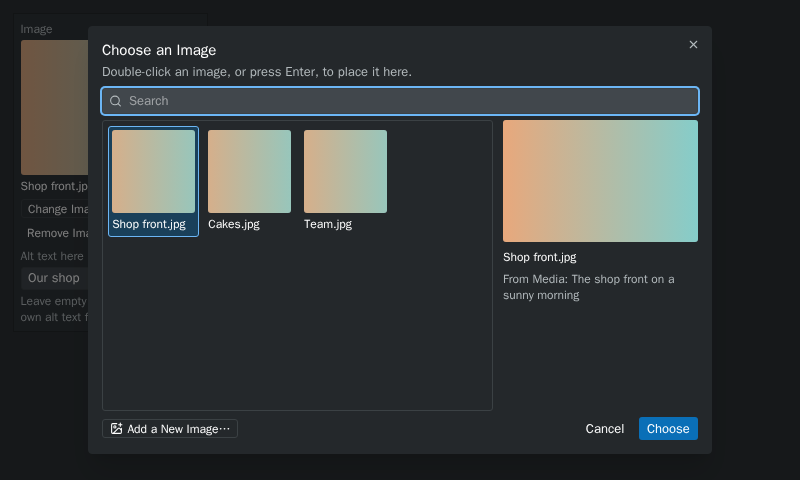 Image
Choose an Image
Double-click an image, or press Enter, to place it here.
Search
Shop front.jpg
Cakes.jpg
Team.jpg
Shop front.jpg
From Media: The shop front on a
sunny morning
Shop front.jp
Change Ima
Remove Ima
Alt text here
Our shop
Leave empty
own alt text f
Add a New Image…
Cancel
Choose